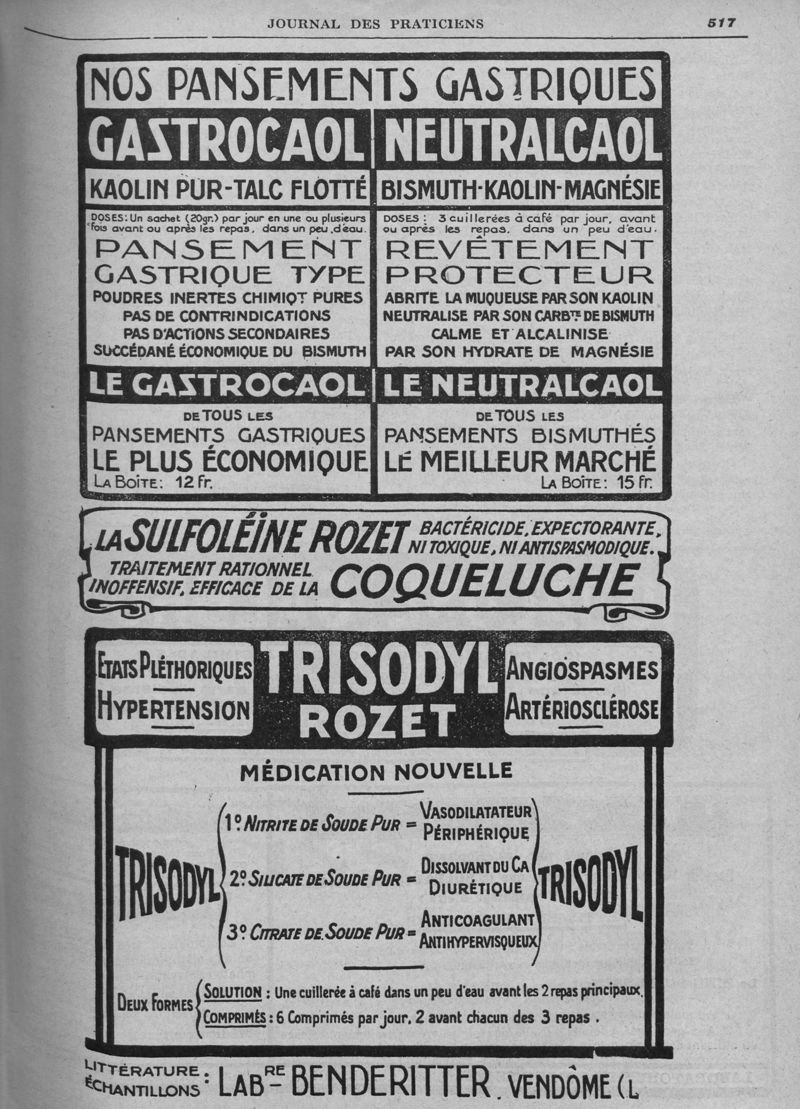 JOURNAL DES PRATICIENS 517
NOS PANSEMENTS GASTRIQUES
GASTROCAOL
KAOLIN PUR-TALC FLOTTÉ
DOSES: Un sachet (20gr.) par jour en une ou plusieurs
fois avant ou après les repas, dans un peu d'eau.
PANSEMENT
GASTRIQUE TYPE
POUDRES INERTES CHIMIQT PURES
PAS DE CONTRINDICATIONS
PAS D'ACTIONS SECONDAIRES
SUCCÉDANÉ ÉCONOMIQUE DU BISMUTH
LE GASTROCAOL
DE TOUS LES
PANSEMENTS GASTRIQUES
LE PLUS ÉCONOMIQUE
LA BOÎTE: 12 fr.
NEUTRALCAOL
BISMUTH-KAOLIN-MAGNÉSIE
DOSES: 3 cuillerées à café par jour, avant
ou après les repas, dans un peu d'eau.
REVÊTEMENT
PROTECTEUR
ABRITE LA MUQUEUSE PAR SON KAOLIN
NEUTRALISE PAR SON CARBTE DE BISMUTH
CALME ET ALCALINISE
PAR SON HYDRATE DE MAGNÉSIE
LE NEUTRALCAOL
DE TOUS LES
PANSEMENTS BISMUTHÉS
LE MEILLEUR MARCHÉ
LA BOÎTE: 15 fr.
LA SULFOLÉÏNE ROZET BACTÉRICIDE, EXPECTORANTE,
NI TOXIQUE, NI ANTISPASMODIQUE.
TRAITEMENT RATIONNEL
INOFFENSIF, EFFICACE DE LA COQUELUCHE
ETATS PLÉTHORIQUES
HYPERTENSION
TRISODYL
ROZET
ANGIOSPASMES
ARTÉRIOSCLÉROSE
MÉDICATION NOUVELLE
TRISODYL
1º. NITRITE DE SOUDE PUR = VASODILATATEUR
PÉRIPHÉRIQUE
2º. SILICATE DE SOUDE PUR = DISSOLVANT DU CA
DIURÉTIQUE
3º. CITRATE DE SOUDE PUR = ANTICOAGULANT
ANTIHYPERVISQUEUX
TRISODYL
DEUX FORMES
SOLUTION : Une cuillerée à café dans un peu d'eau avant les 2 repas principaux.
COMPRIMÉS : 6 Comprimés par jour, 2 avant chacun des 3 repas.
LITTÉRATURE:
ÉCHANTILLONS: LABRE BENDERITTER. VENDÔME (L